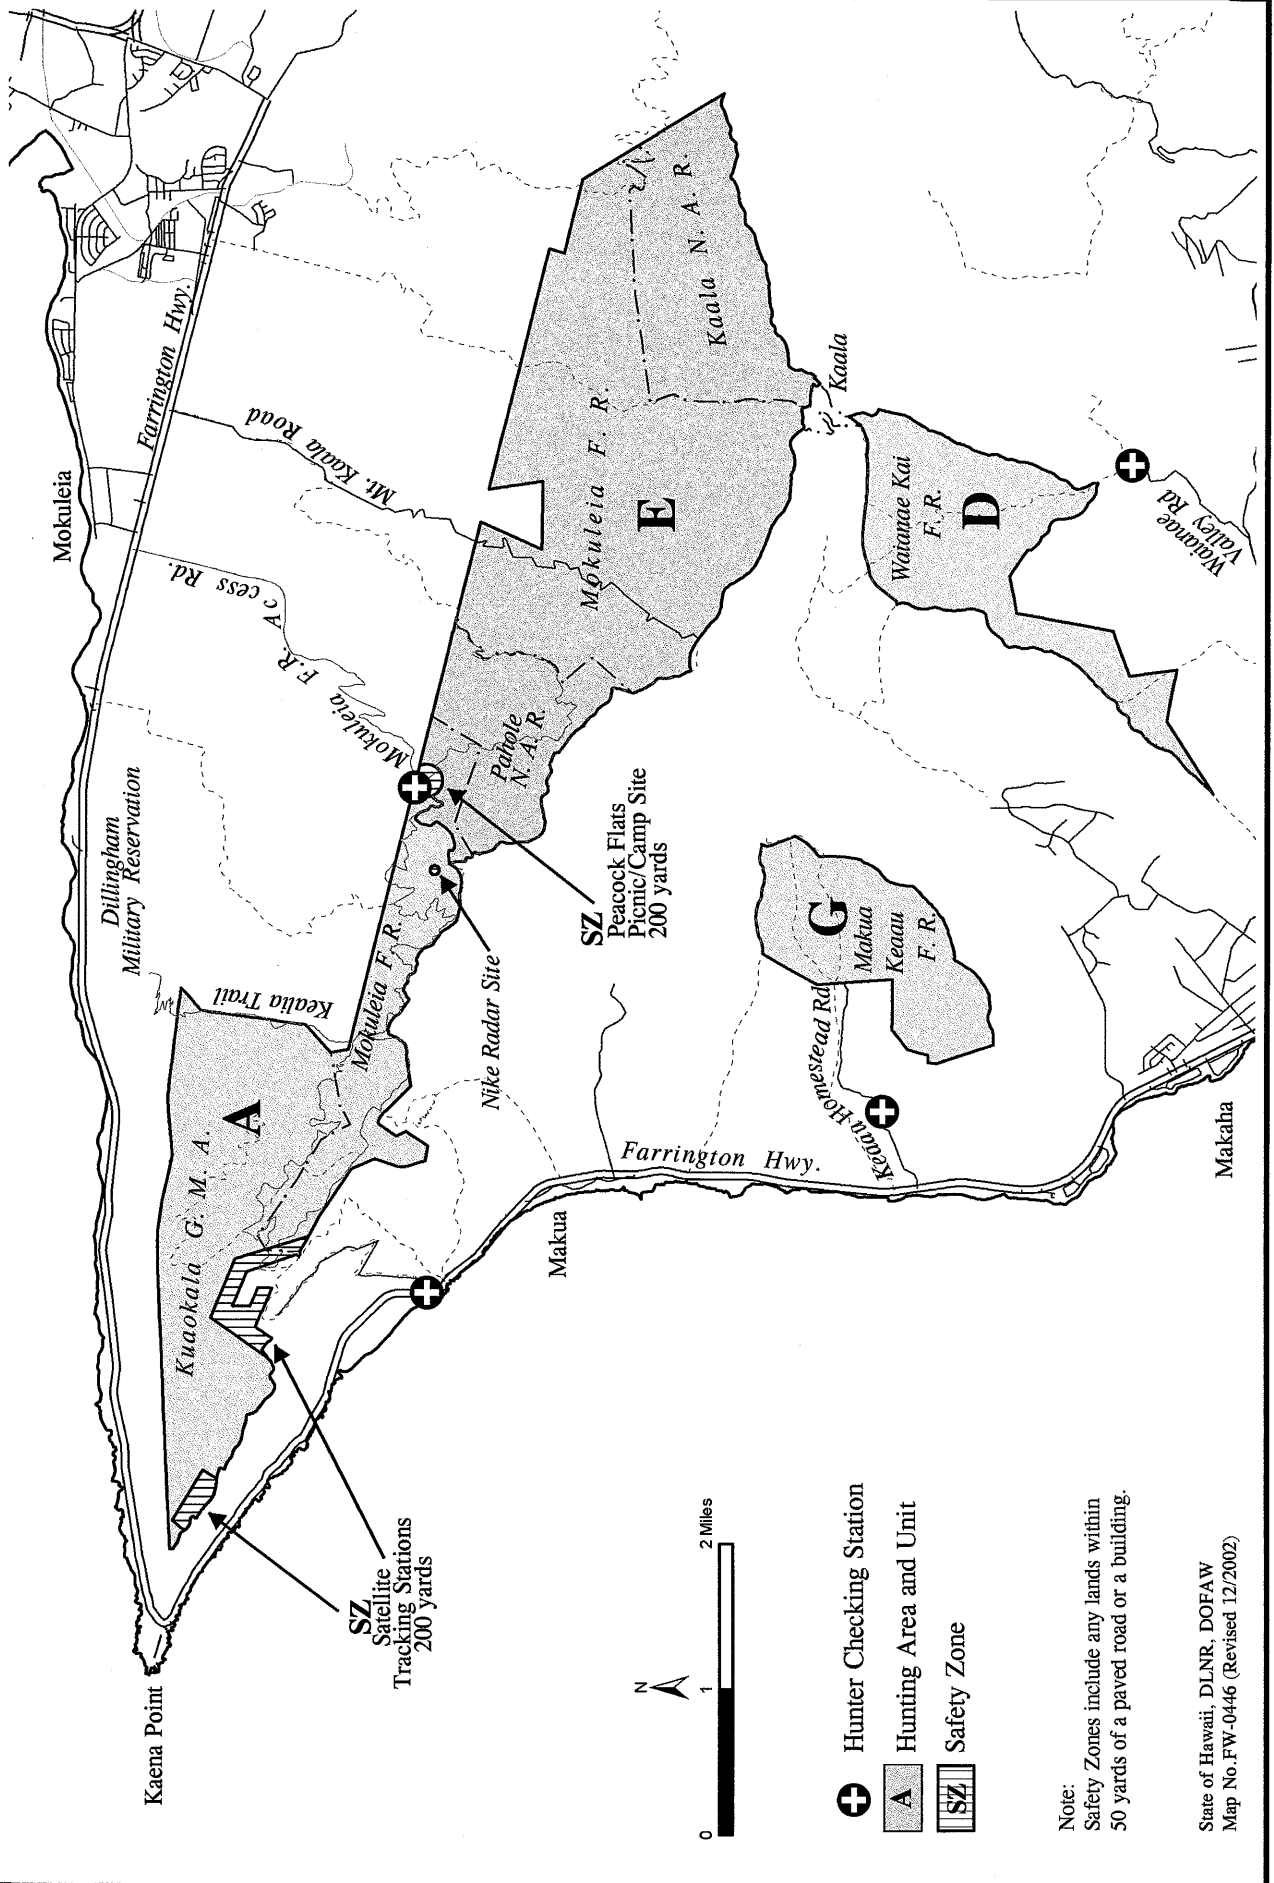 Mokuleia
Farrington Hwy.
Mt. Kaala Road
Mokuleia F.R. Access Rd.
Dillingham
Military Reservation
Kealia Trail
Kaena Point
Kuaokala G. M. A.
A
Mokuleia F. R.
Nike Radar Site
SZ
Peacock Flats
Picnic/Camp Site
200 yards
Pahole
N. A. R.
Mokuleia F. R.
E
Kaala N. A. R.
Kaala
Waianae Kai
F. R.
D
Waianae
Valley Rd
G
Makua
Keaau
F. R.
Keaau Homestead Rd
Farrington Hwy.
Makua
Makaha
SZ
Satellite
Tracking Stations
200 yards
N
0 1 2 Miles
Hunter Checking Station
A Hunting Area and Unit
SZ Safety Zone
Note:
Safety Zones include any lands within
50 yards of a paved road or a building.
State of Hawaii, DLNR, DOFAW
Map No.FW-0446 (Revised 12/2002)